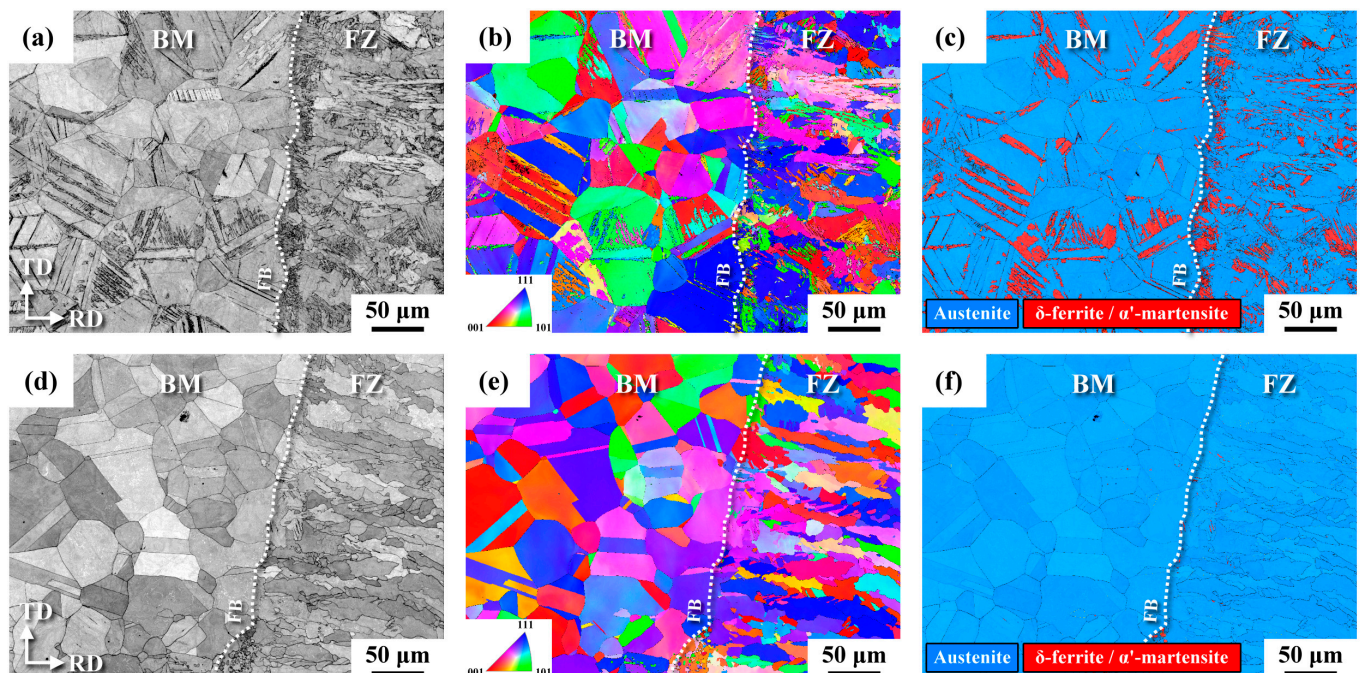 (a) BM FZ
FB
TD
RD
50 μm
(b) BM FZ
FB
111
001 101
50 μm
(c) BM FZ
FB
Austenite δ-ferrite / α'-martensite
50 μm
(d) BM FZ
FB
TD
RD
50 μm
(e) BM FZ
FB
111
001 101
50 μm
(f) BM FZ
FB
Austenite δ-ferrite / α'-martensite
50 μm